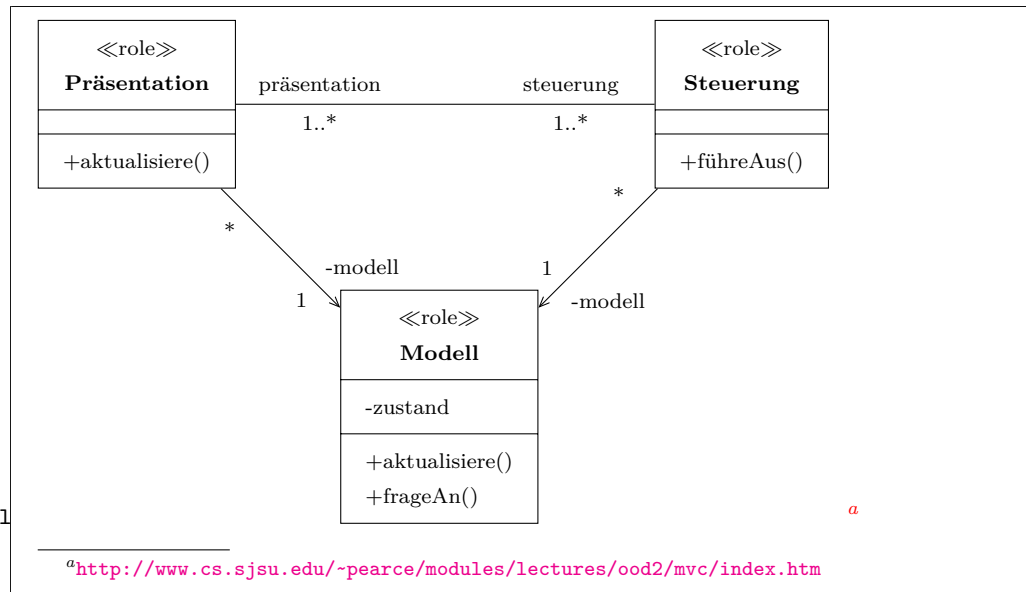 ≪role≫
Präsentation
+aktualisiere()
≪role≫
Steuerung
+führeAus()
präsentation
steuerung
1..*
1..*
*
-modell
1
*
1
-modell
≪role≫
Modell
-zustand
+aktualisiere()
+frageAn()
1
a
a http://www.cs.sjsu.edu/~pearce/modules/lectures/ood2/mvc/index.htm